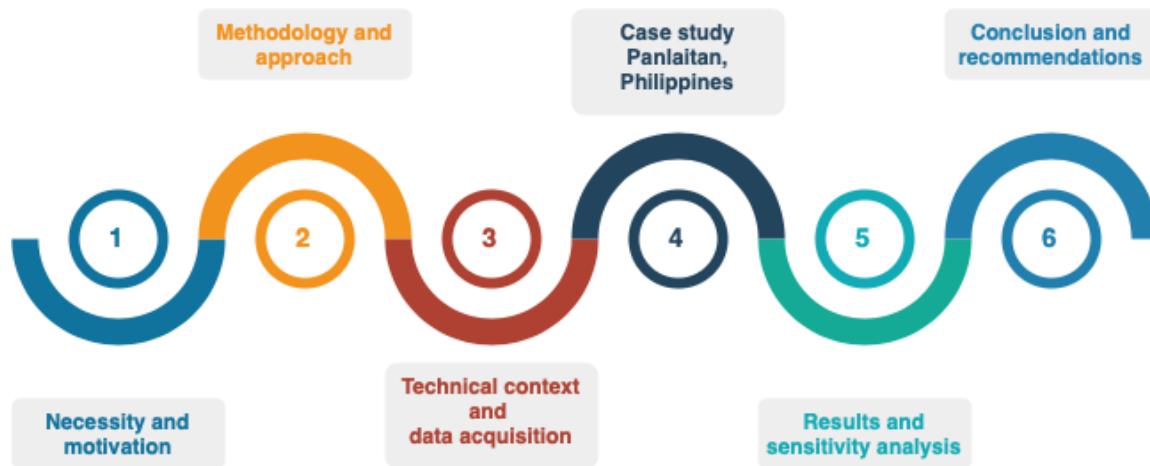 Methodology and
approach
Case study
Panlaitan,
Philippines
Conclusion and
recommendations
1
2
3
4
5
6
Necessity and
motivation
Technical context
and
data acquisition
Results and
sensitivity analysis